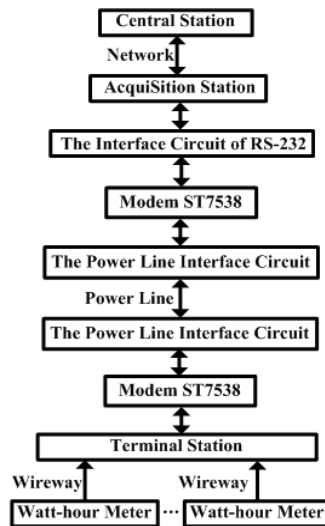 Central Station
Network
AcquiSition Station
The Interface Circuit of RS-232
Modem ST7538
The Power Line Interface Circuit
Power Line
The Power Line Interface Circuit
Modem ST7538
Terminal Station
Wireway Wireway
Watt-hour Meter ··· Watt-hour Meter